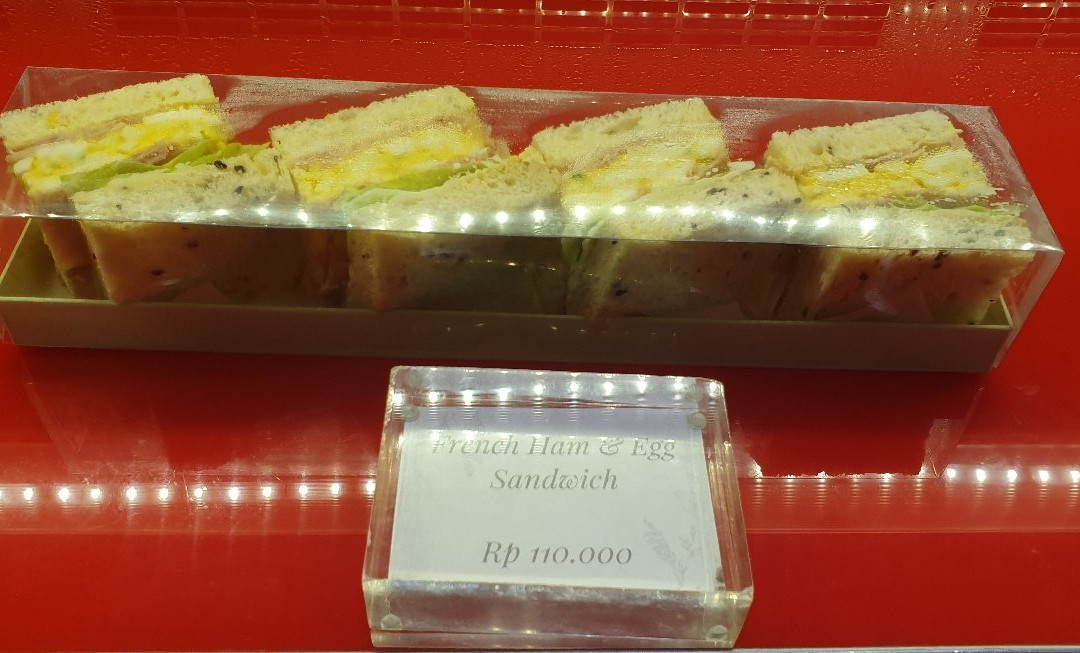 French Ham & Egg
Sandwich
Rp 110.000